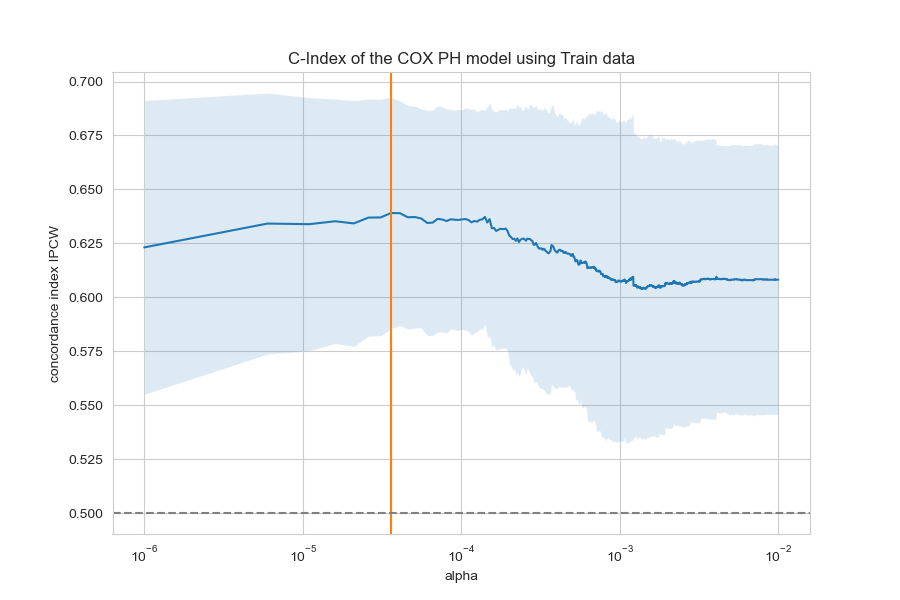 C-Index of the COX PH model using Train data
concordance index IPCW
0.700
0.675
0.650
0.625
0.600
0.575
0.550
0.525
0.500
10⁻⁶ 10⁻⁵ 10⁻⁴ 10⁻³ 10⁻²
alpha